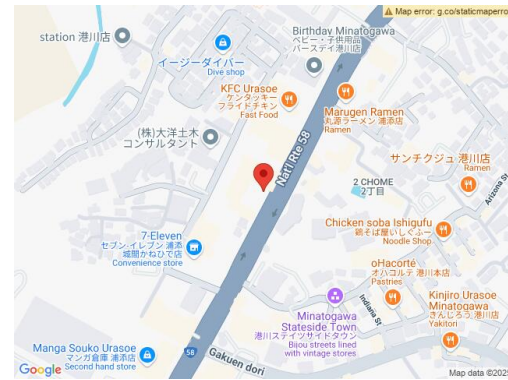 Map error: g.co/staticmaperro
station 港川店
Birthday Minatogawa
ベビー・子供用品
バースデイ港川店
イージーダイバー
Dive shop
KFC Urasoe
ケンタッキー
フライドチキン
Fast Food
Marugen Ramen
丸源ラーメン 浦添店
Ramen
(株)大洋土木
コンサルタント
Nat'l Rte 58
サンチクジュ 港川店
Ramen
2 CHOME
2丁目
Arizona St
Chicken soba Ishigufu
鶏そば屋いしぐふー
Noodle Shop
7-Eleven
セブン-イレブン 浦添
城間かねひで店
Convenience store
oHacorté
オハコルテ 港川本店
Pastries
Indiana St
Minatogawa
Stateside Town
港川ステイツサイドタウン
Bijou streets lined
with vintage stores
Kinjiro Urasoe
Minatogawa
きんじろう 港川店
Yakitori
Manga Souko Urasoe
マンガ倉庫 浦添店
Second hand store
58
Gakuen dori
Google
Map data ©2025